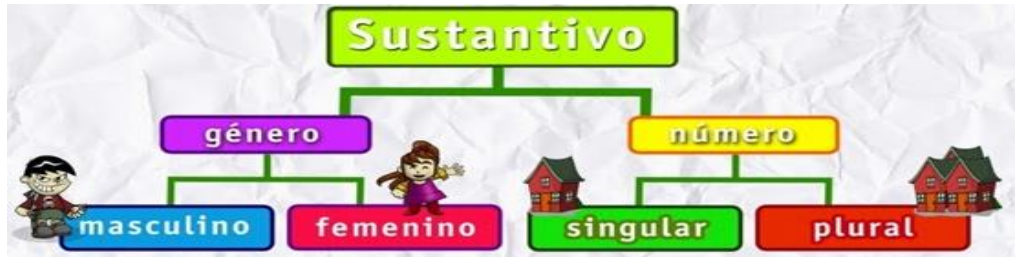 Sustantivo
género
número
masculino
femenino
singular
plural